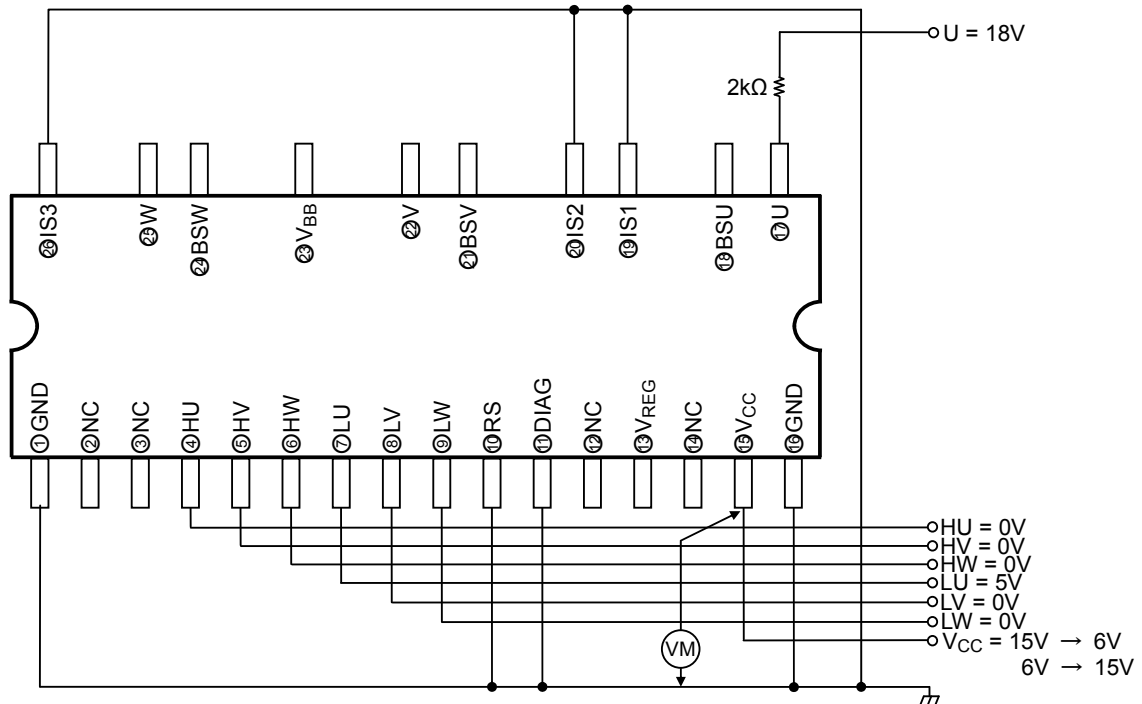 U = 18V
2kΩ
㉖IS3
㉕W
㉔BSW
㉓VBB
㉒V
㉑BSV
⑳IS2
⑲IS1
⑱BSU
⑰U
①GND
②NC
③NC
④HU
⑤HV
⑥HW
⑦LU
⑧LV
⑨LW
⑩RS
⑪DIAG
⑫NC
⑬VREG
⑭NC
⑮VCC
⑯GND
HU = 0V
HV = 0V
HW = 0V
LU = 5V
LV = 0V
LW = 0V
VM
VCC = 15V → 6V
6V → 15V